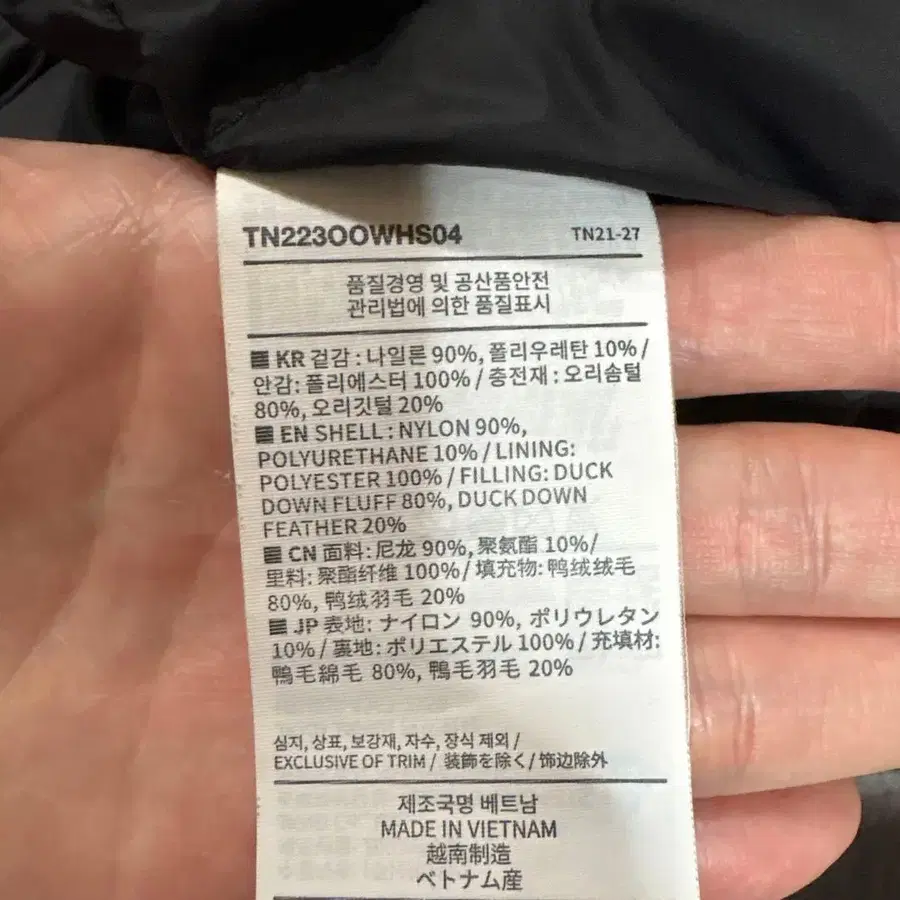 TN223OOWHS04 TN21-27
품질경영 및 공산품안전
관리법에 의한 품질표시
KR 겉감 : 나일론 90%, 폴리우레탄 10% /
안감: 폴리에스터 100% / 충전재 : 오리솜털
80%, 오리깃털 20%
EN SHELL : NYLON 90%,
POLYURETHANE 10% / LINING:
POLYESTER 100% / FILLING: DUCK
DOWN FLUFF 80%, DUCK DOWN
FEATHER 20%
CN 面料: 尼龙 90%, 聚氨酯 10%/
里料: 聚酯纤维 100% / 填充物: 鸭绒绒毛
80%, 鸭绒羽毛 20%
JP 表地: ナイロン 90%, ポリウレタン
10% / 裏地: ポリエステル 100% / 充填材:
鴨毛綿毛 80%, 鴨毛羽毛 20%
심지, 상표, 보강재, 자수, 장식 제외 /
EXCLUSIVE OF TRIM / 装飾を除く/ 饰边除外
제조국명 베트남
MADE IN VIETNAM
越南制造
ベトナム産